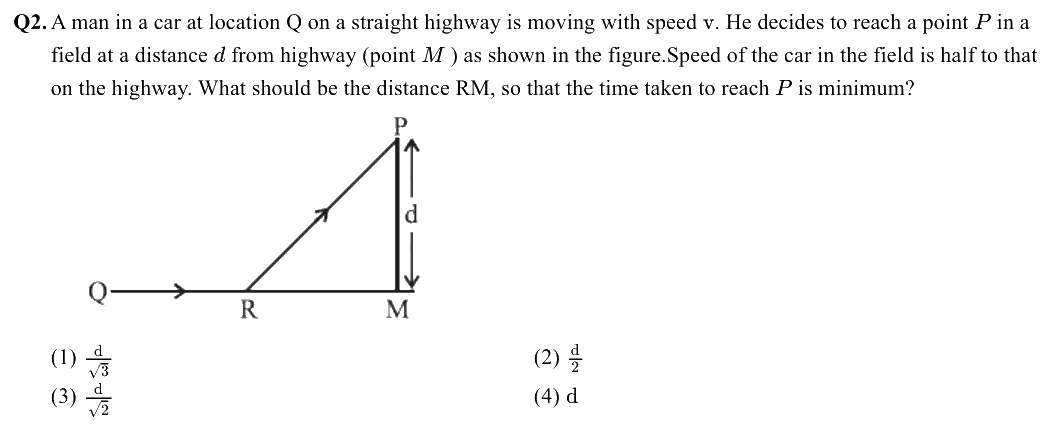 Q2. A man in a car at location Q on a straight highway is moving with speed v. He decides to reach a point P in a
field at a distance d from highway (point M ) as shown in the figure.Speed of the car in the field is half to that
on the highway. What should be the distance RM, so that the time taken to reach P is minimum?
P
d
Q
R M
(1) d/√3 (2) d/2
(3) d/√2 (4) d